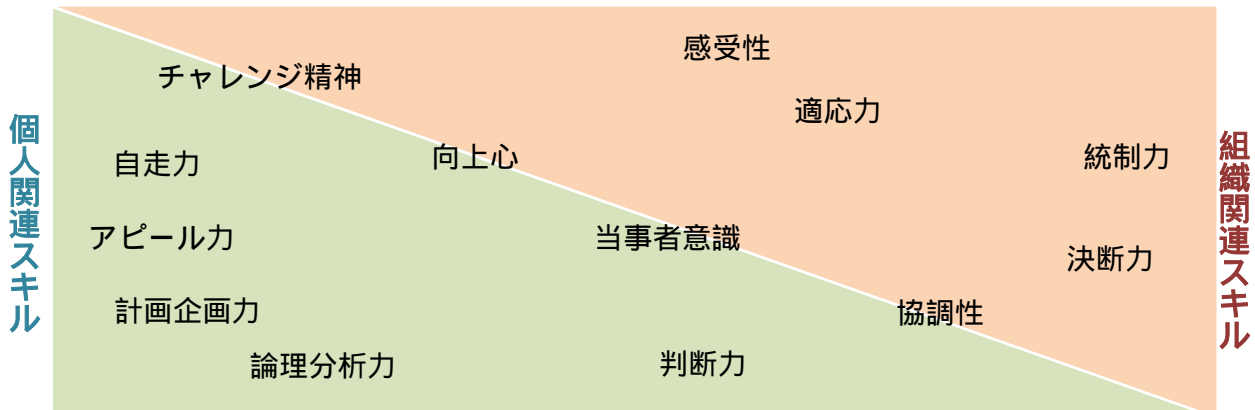 個人関連スキル
感受性
チャレンジ精神
適応力
向上心
統制力
自走力
アピール力
当事者意識
決断力
計画企画力
協調性
論理分析力
判断力
組織関連スキル